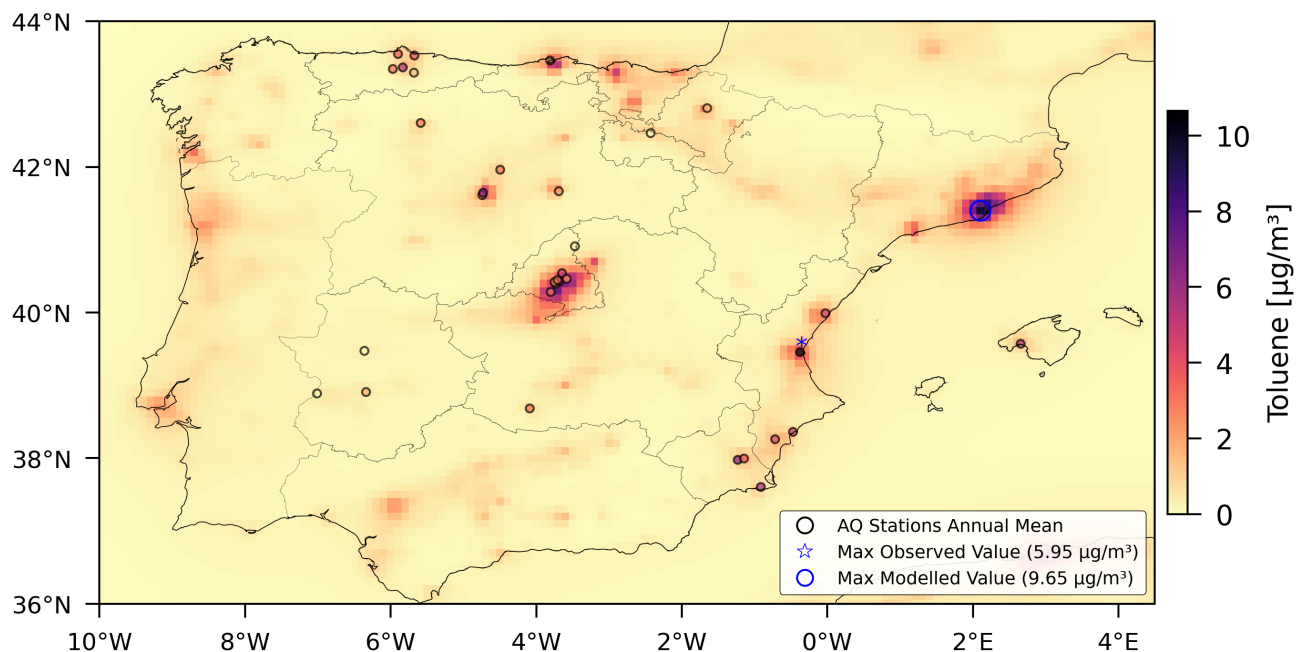 44°N
42°N
40°N
38°N
36°N
10°W 8°W 6°W 4°W 2°W 0°W 2°E 4°E
AQ Stations Annual Mean
Max Observed Value (5.95 μg/m³)
Max Modelled Value (9.65 μg/m³)
10
8
6
4
2
0
Toluene [μg/m³]